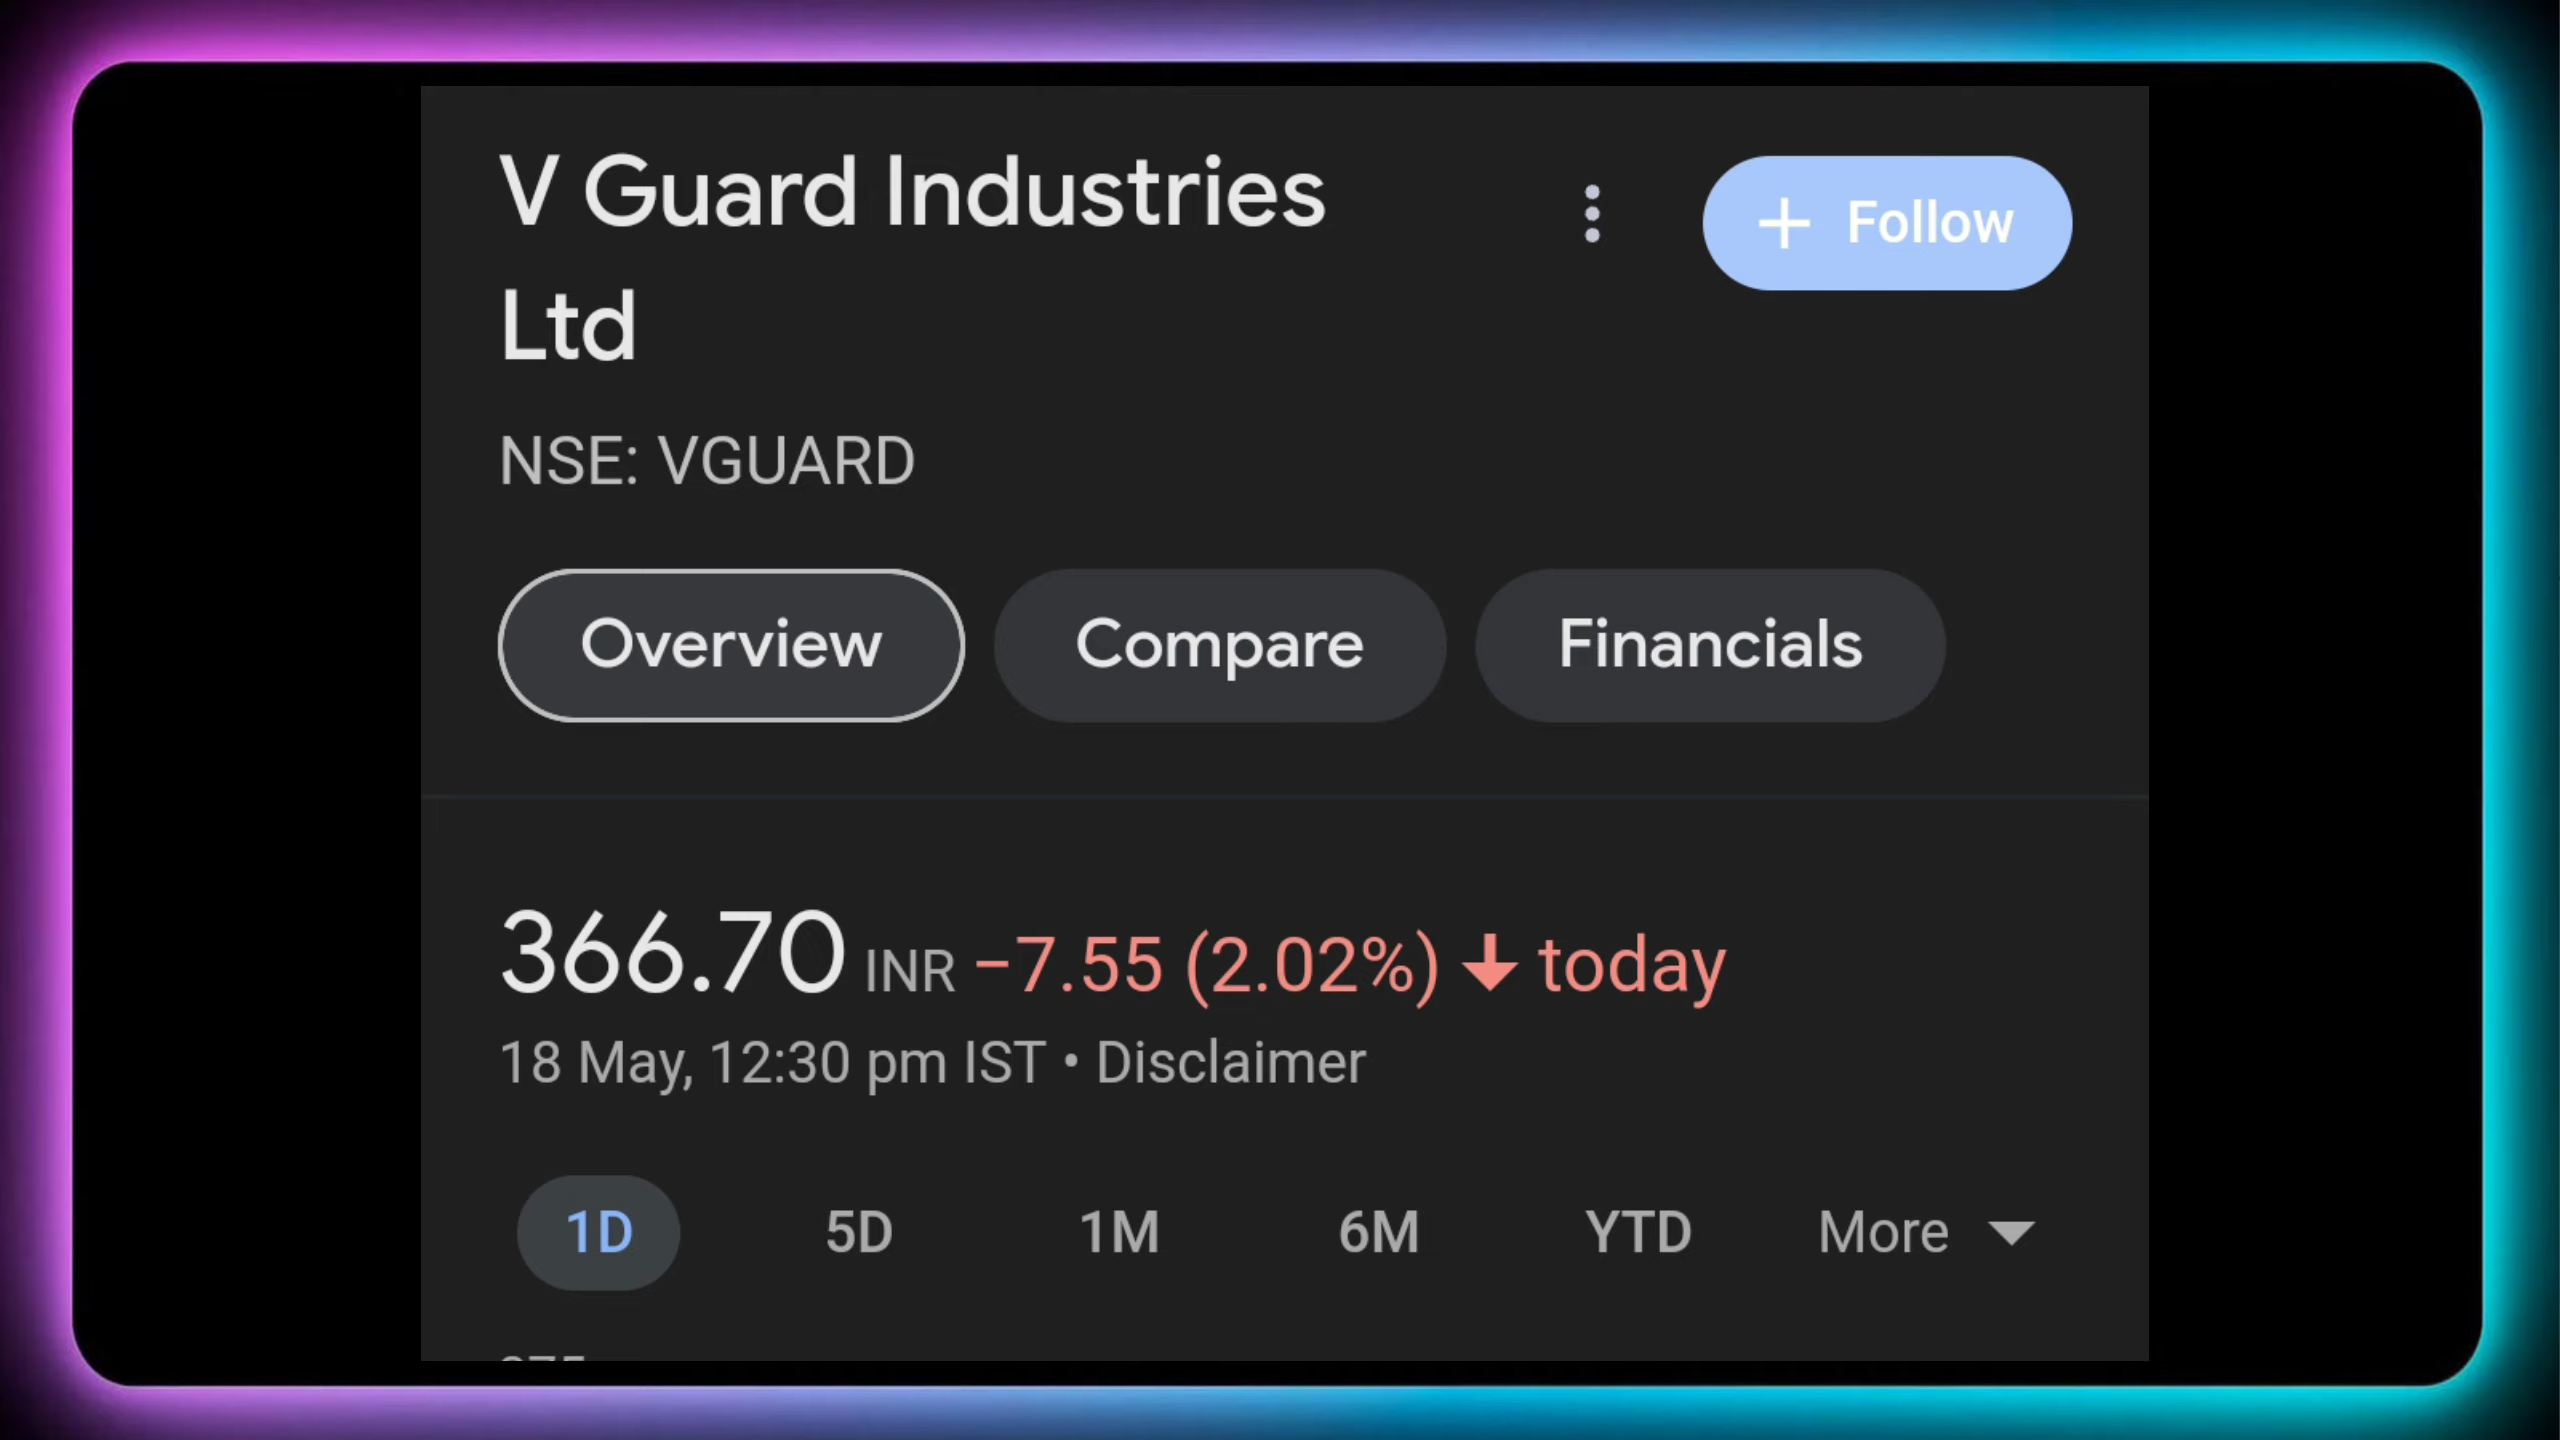 V Guard Industries
Ltd
+ Follow
NSE: VGUARD
Overview Compare Financials
366.70 INR −7.55 (2.02%) ↓ today
18 May, 12:30 pm IST • Disclaimer
1D 5D 1M 6M YTD More